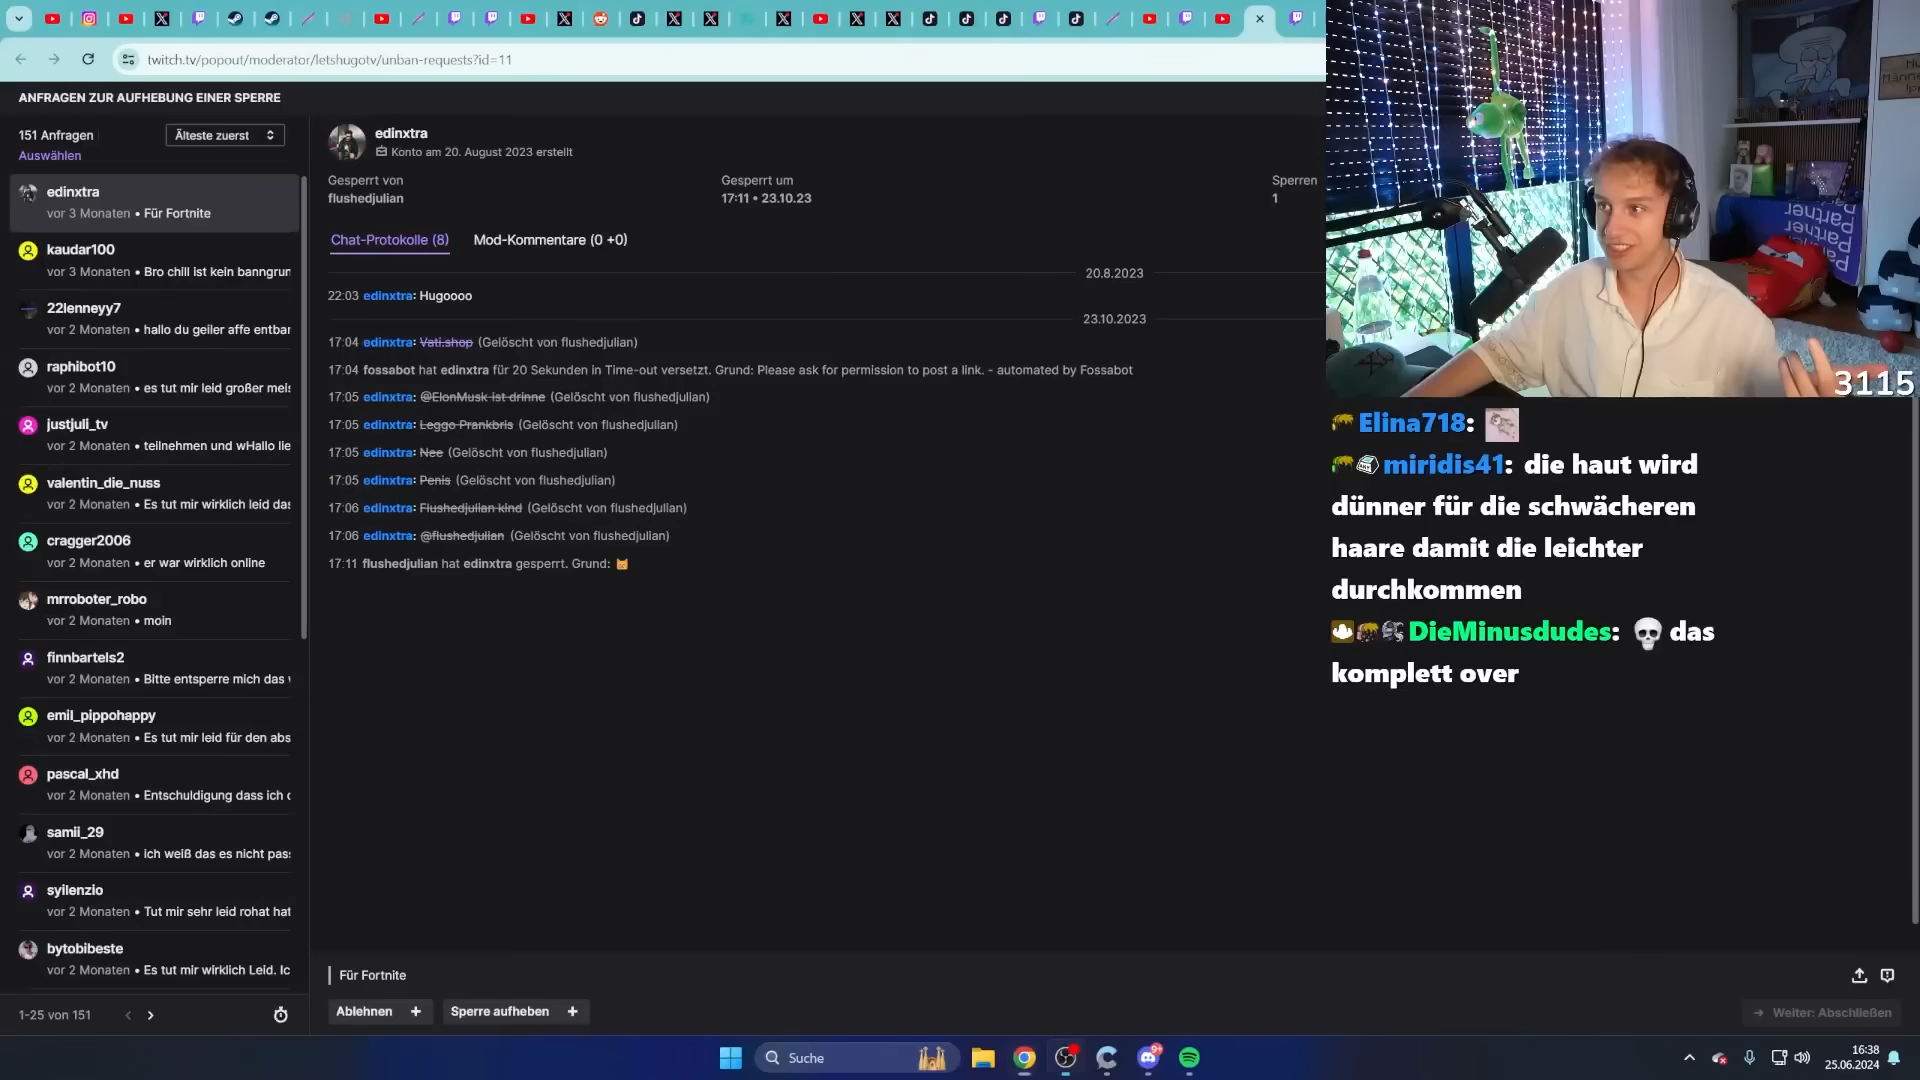 twitch.tv/popout/moderator/letshugotv/unban-requests?id=11
ANFRAGEN ZUR AUFHEBUNG EINER SPERRE
151 Anfragen
Älteste zuerst
Auswählen
edinxtra
vor 3 Monaten • Für Fortnite
kaudar100
vor 3 Monaten • Bro chill ist kein banngrun
22lenneyy7
vor 2 Monaten • hallo du geiler affe entbar
raphibot10
vor 2 Monaten • es tut mir leid großer meis
justjuli_tv
vor 2 Monaten • teilnehmen und wHallo lie
valentin_die_nuss
vor 2 Monaten • Es tut mir wirklich leid das
cragger2006
vor 2 Monaten • er war wirklich online
mrroboter_robo
vor 2 Monaten • moin
finnbartels2
vor 2 Monaten • Bitte entsperre mich das
emil_pippohappy
vor 2 Monaten • Es tut mir leid für den abs
pascal_xhd
vor 2 Monaten • Entschuldigung dass ich
samii_29
vor 2 Monaten • ich weiß das es nicht pas
syilenzio
vor 2 Monaten • Tut mir sehr leid rohat hat
bytobibeste
vor 2 Monaten • Es tut mir wirklich Leid. Ic
1-25 von 151
edinxtra
Konto am 20. August 2023 erstellt
Gesperrt von
flushedjulian
Gesperrt um
17:11 • 23.10.23
Sperren
1
Chat-Protokolle (8)
Mod-Kommentare (0 +0)
20.8.2023
22:03 edinxtra: Hugoooo
23.10.2023
17:04 edinxtra: Vati.shop (Gelöscht von flushedjulian)
17:04 fossabot hat edinxtra für 20 Sekunden in Time-out versetzt. Grund: Please ask for permission to post a link. - automated by Fossabot
17:05 edinxtra: @ElonMusk ist drinne (Gelöscht von flushedjulian)
17:05 edinxtra: Leggo Prankbris (Gelöscht von flushedjulian)
17:05 edinxtra: Nee (Gelöscht von flushedjulian)
17:05 edinxtra: Penis (Gelöscht von flushedjulian)
17:06 edinxtra: Flushedjulian kind (Gelöscht von flushedjulian)
17:06 edinxtra: @flushedjulian (Gelöscht von flushedjulian)
17:11 flushedjulian hat edinxtra gesperrt. Grund: 😼
Für Fortnite
Ablehnen +
Sperre aufheben +
Weiter: Abschließen
Partner
Partner
Partner
3115
Elina718:
miridis41: die haut wird
dünner für die schwächeren
haare damit die leichter
durchkommen
DieMinusdudes: 💀 das
komplett over
Suche
9+
16:38
25.06.2024